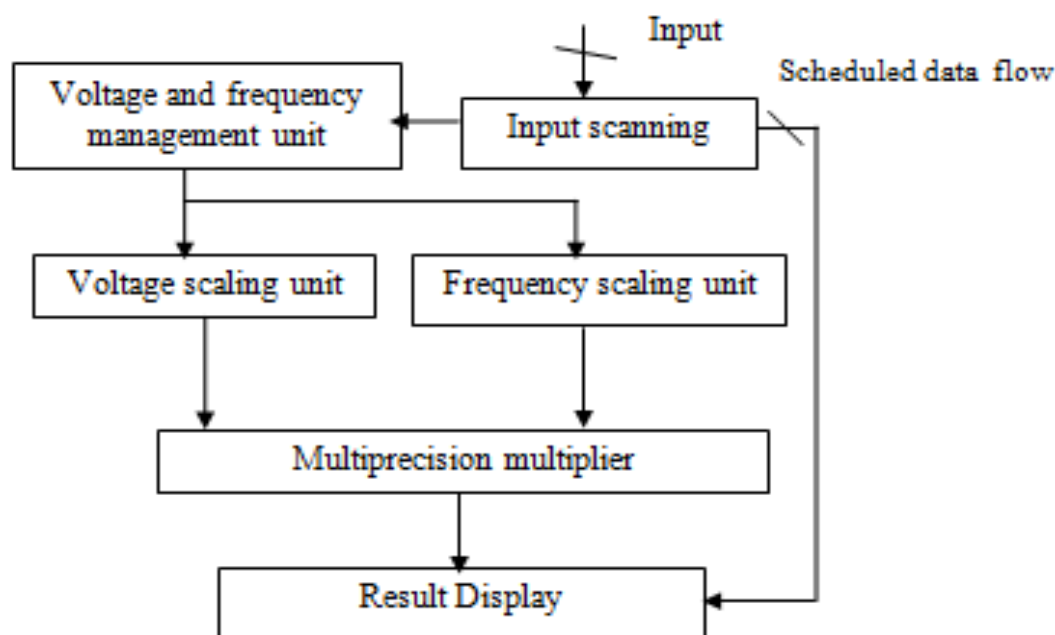 Input
Scheduled data flow
Voltage and frequency
management unit
Input scanning
Voltage scaling unit
Frequency scaling unit
Multiprecision multiplier
Result Display